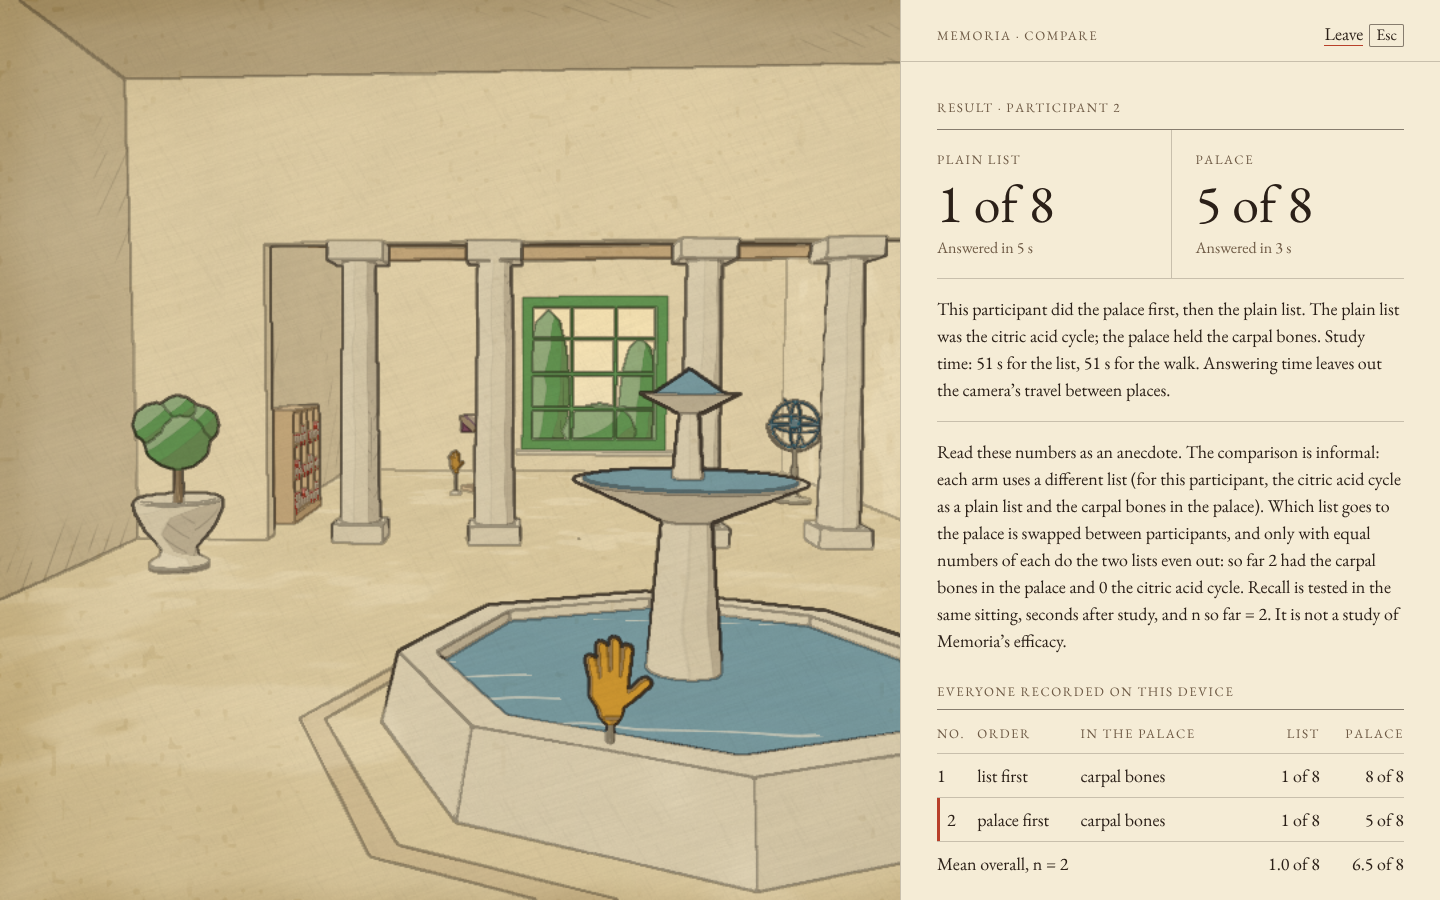 MEMORIA · COMPARE
Leave Esc
RESULT · PARTICIPANT 2
PLAIN LIST
1 of 8
Answered in 5 s
PALACE
5 of 8
Answered in 3 s
This participant did the palace first, then the plain list. The plain list
was the citric acid cycle; the palace held the carpal bones. Study
time: 51 s for the list, 51 s for the walk. Answering time leaves out
the camera’s travel between places.
Read these numbers as an anecdote. The comparison is informal:
each arm uses a different list (for this participant, the citric acid cycle
as a plain list and the carpal bones in the palace). Which list goes to
the palace is swapped between participants, and only with equal
numbers of each do the two lists even out: so far 2 had the carpal
bones in the palace and 0 the citric acid cycle. Recall is tested in the
same sitting, seconds after study, and n so far = 2. It is not a study of
Memoria’s efficacy.
EVERYONE RECORDED ON THIS DEVICE
NO. ORDER IN THE PALACE LIST PALACE
1 list first carpal bones 1 of 8 8 of 8
2 palace first carpal bones 1 of 8 5 of 8
Mean overall, n = 2 1.0 of 8 6.5 of 8